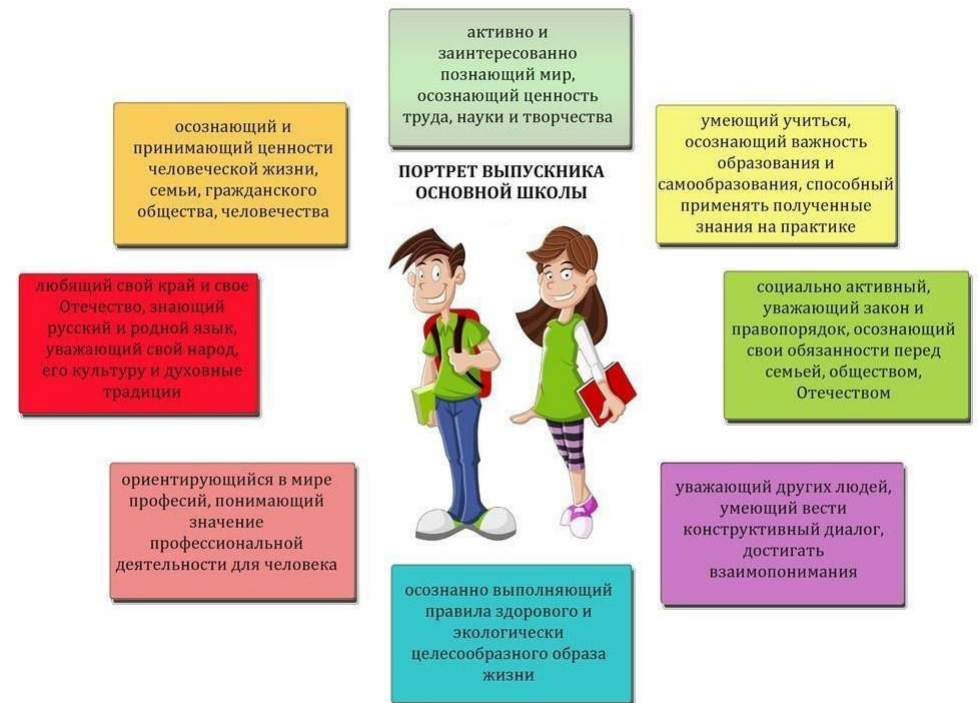 активно и
заинтересованно
познающий мир,
осознающий ценность
труда, науки и творчества
осознающий и
принимающий ценности
человеческой жизни,
семьи, гражданского
общества, человечества
умеющий учиться,
осознающий важность
образования и
самообразования, способный
применять полученные
знания на практике
ПОРТРЕТ ВЫПУСКНИКА
ОСНОВНОЙ ШКОЛЫ
любящий свой край и свое
Отечество, знающий
русский и родной язык,
уважающий свой народ,
его культуру и духовные
традиции
социально активный,
уважающий закон и
правопорядок, осознающий
свои обязанности перед
семьей, обществом,
Отечеством
ориентирующийся в мире
професий, понимающий
значение
профессиональной
деятельности для человека
уважающий других людей,
умеющий вести
конструктивный диалог,
достигать
взаимопонимания
осознанно выполняющий
правила здорового и
экологически
целесообразного образа
жизни